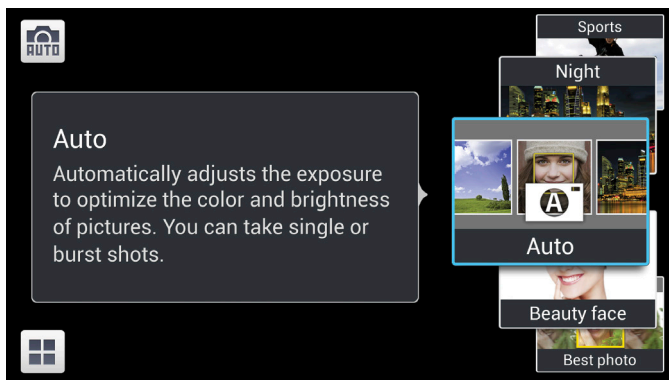 AUTO
Auto
Automatically adjusts the exposure
to optimize the color and brightness
of pictures. You can take single or
burst shots.
Sports
Night
A
Auto
Beauty face
Best photo